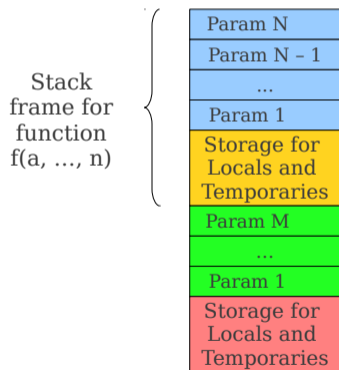 Stack
frame for
function
f(a, …, n)
Param N
Param N – 1
...
Param 1
Storage for
Locals and
Temporaries
Param M
...
Param 1
Storage for
Locals and
Temporaries